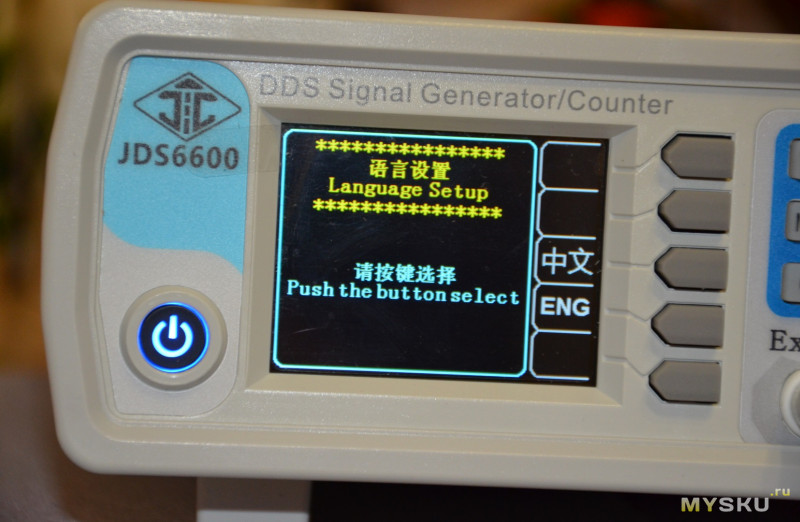 DDS Signal Generator/Counter
JDS6600
****************
语言设置
Language Setup
****************
请按键选择
Push the button select
中文
ENG
Ex
MYSKU.ru